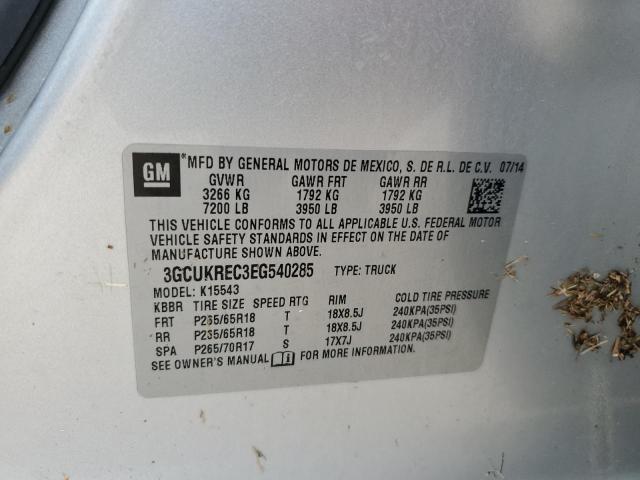 GM ® MFD BY GENERAL MOTORS DE MEXICO, S. DE R.L. DE C.V. 07/14
GVWR GAWR FRT GAWR RR
3266 KG 1792 KG 1792 KG
7200 LB 3950 LB 3950 LB
THIS VEHICLE CONFORMS TO ALL APPLICABLE U.S. FEDERAL MOTOR
VEHICLE SAFETY STANDARDS IN EFFECT ON THE DATE OF
MANUFACTURE SHOWN ABOVE.
3GCUKREC3EG540285 TYPE: TRUCK
MODEL: K15543
KBBR TIRE SIZE SPEED RTG RIM COLD TIRE PRESSURE
FRT P265/65R18 T 18X8.5J 240KPA(35PSI)
RR P265/65R18 T 18X8.5J 240KPA(35PSI)
SPA P265/70R17 S 17X7J 240KPA(35PSI)
SEE OWNER'S MANUAL FOR MORE INFORMATION.